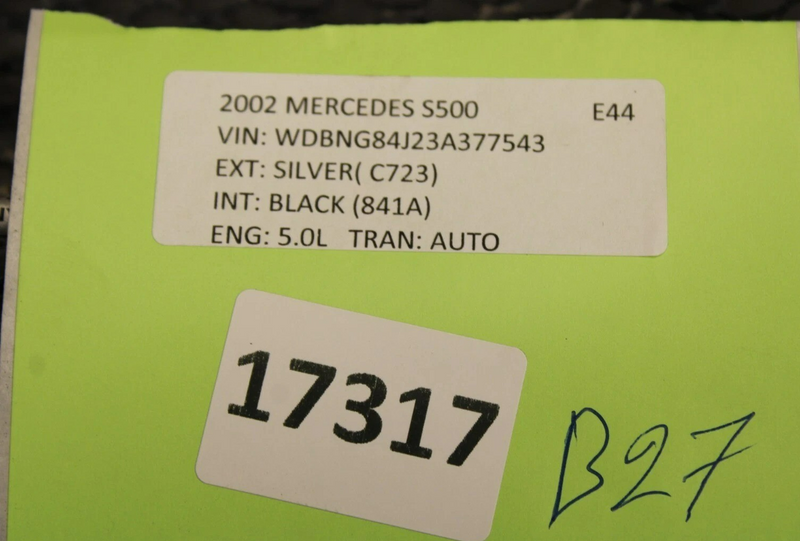 2002 MERCEDES S500 E44
VIN: WDBNG84J23A377543
EXT: SILVER( C723)
INT: BLACK (841A)
ENG: 5.0L TRAN: AUTO
17317
B27